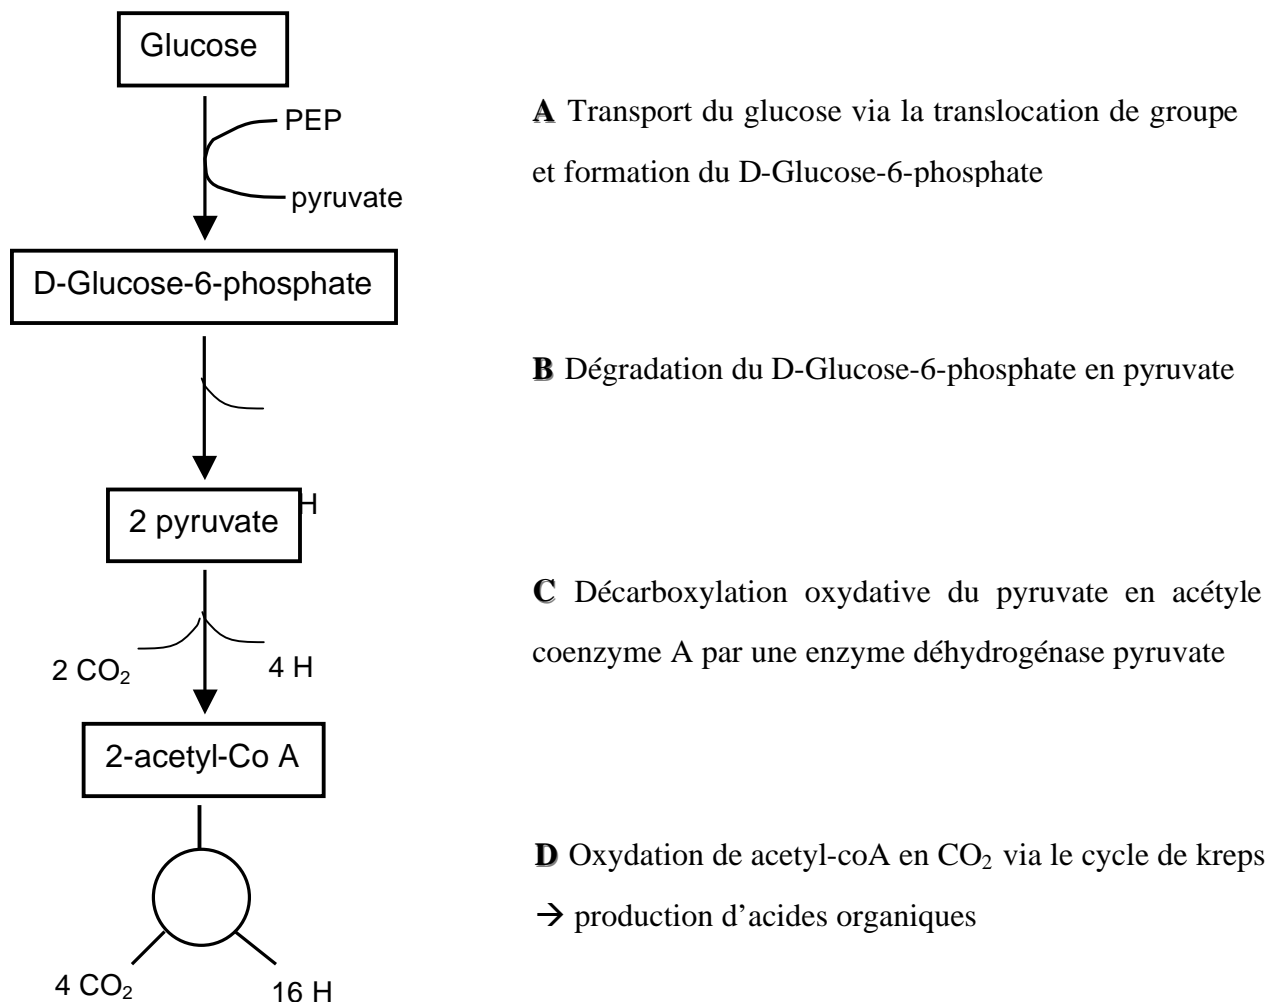 Glucose
PEP
A Transport du glucose via la translocation de groupe
et formation du D-Glucose-6-phosphate
pyruvate
D-Glucose-6-phosphate
B Dégradation du D-Glucose-6-phosphate en pyruvate
2 pyruvate
H
C Décarboxylation oxydative du pyruvate en acétyle
coenzyme A par une enzyme déhydrogénase pyruvate
2 CO₂
4 H
2-acetyl-Co A
D Oxydation de acetyl-coA en CO₂ via le cycle de kreps
→ production d'acides organiques
4 CO₂
16 H